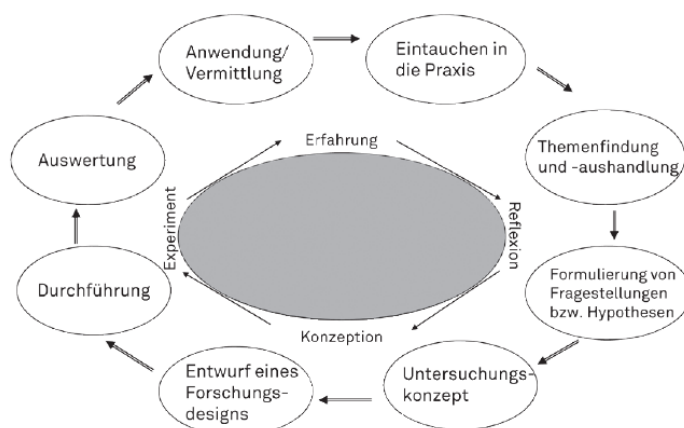 Anwendung/
Vermittlung
Eintauchen in
die Praxis
Themenfindung
und -aushandlung
Formulierung von
Fragestellungen
bzw. Hypothesen
Untersuchungs-
konzept
Entwurf eines
Forschungs-
designs
Durchführung
Auswertung
Erfahrung
Reflexion
Konzeption
Experiment